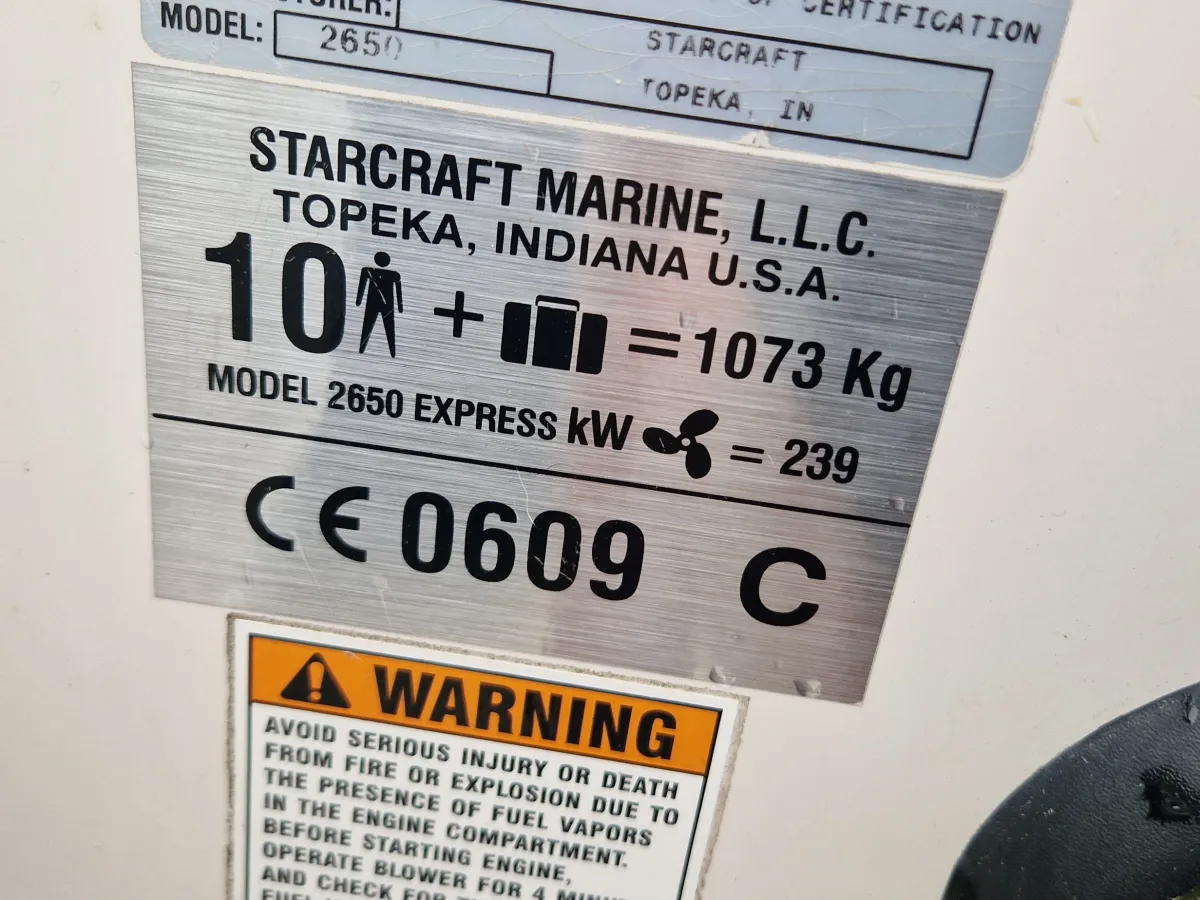 CERTIFICATION
MODEL: 2650
STARCRAFT
TOPEKA, IN
STARCRAFT MARINE, L.L.C.
TOPEKA, INDIANA U.S.A.
10 + = 1073 Kg
MODEL 2650 EXPRESS kW = 239
CE 0609 C
WARNING
AVOID SERIOUS INJURY OR DEATH
FROM FIRE OR EXPLOSION DUE TO
THE PRESENCE OF FUEL VAPORS
IN THE ENGINE COMPARTMENT.
BEFORE STARTING ENGINE,
OPERATE BLOWER FOR 4
AND CHECK FOR